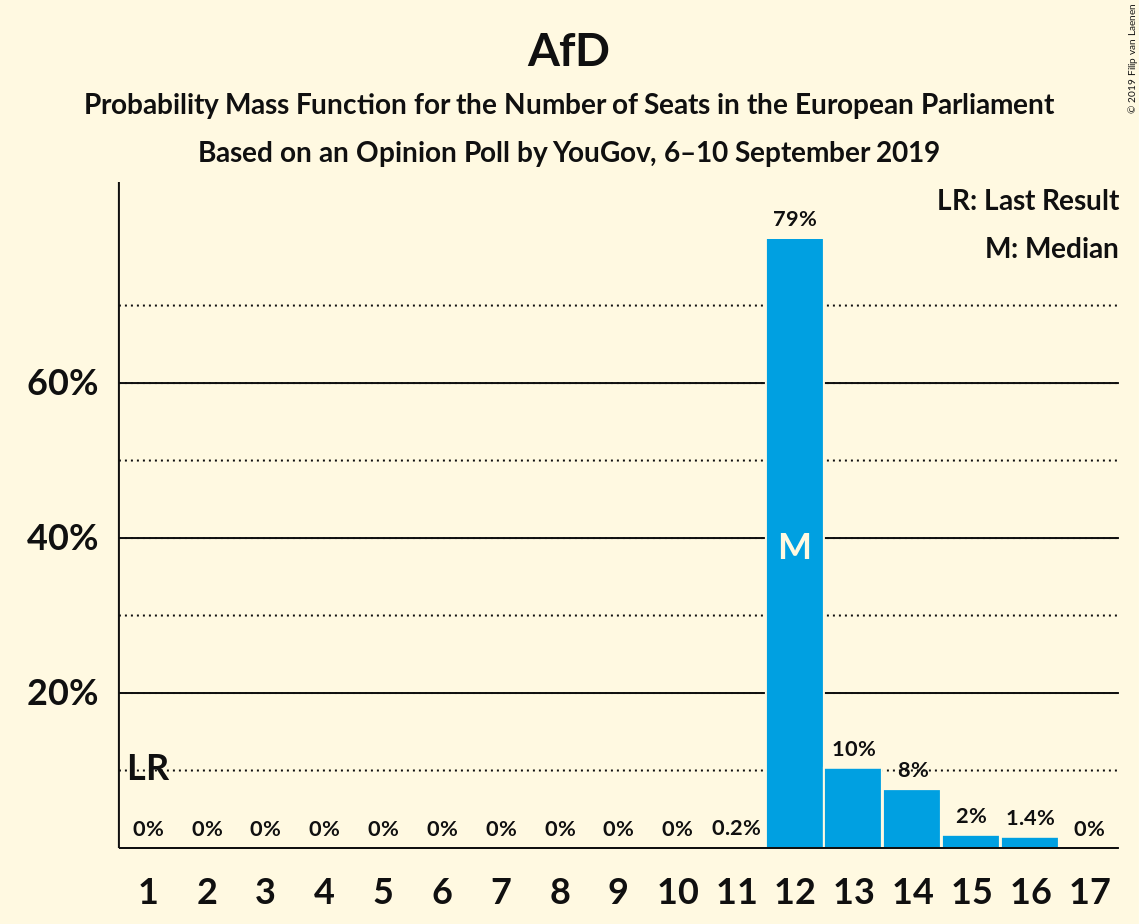 AfD
Probability Mass Function for the Number of Seats in the European Parliament
Based on an Opinion Poll by YouGov, 6–10 September 2019
© 2019 Filip van Laenen
LR: Last Result
M: Median
60%
40%
20%
LR
M
0% 0% 0% 0% 0% 0% 0% 0% 0% 0% 0.2% 79% 10% 8% 2% 1.4% 0%
1 2 3 4 5 6 7 8 9 10 11 12 13 14 15 16 17